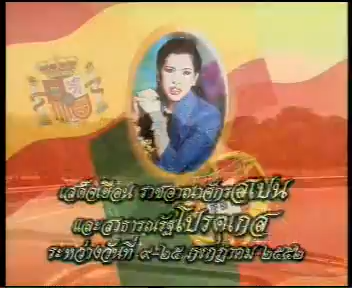 เสด็จเยือน ราชอาณาจักรสเปน
และสาธารณรัฐโปรตุเกส
ระหว่างวันที่ ๙-๒๕ กรกฎาคม ๒๕๕๒